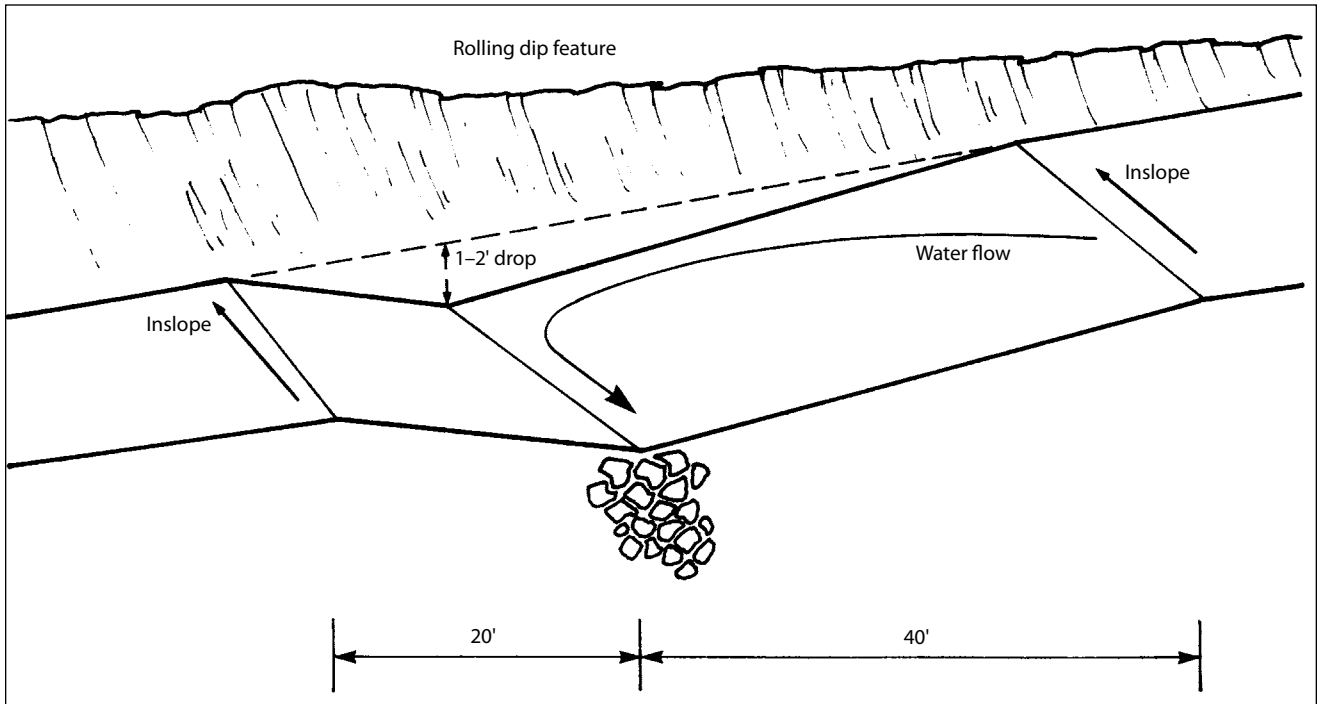 Rolling dip feature
Inslope
Water flow
1–2' drop
Inslope
20'
40'